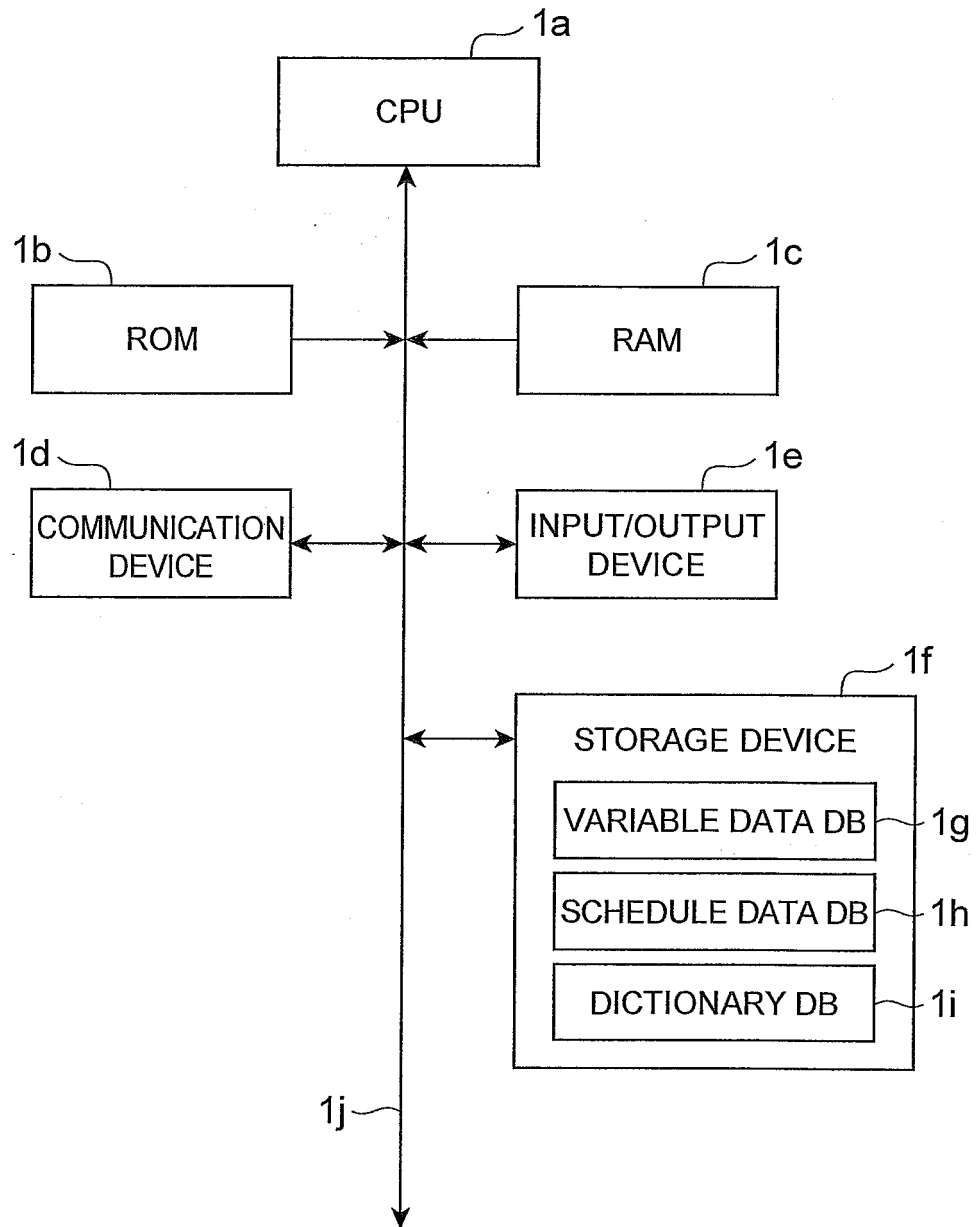 1a
CPU
1b
ROM
1c
RAM
1d
COMMUNICATION
DEVICE
1e
INPUT/OUTPUT
DEVICE
1f
STORAGE DEVICE
VARIABLE DATA DB
1g
SCHEDULE DATA DB
1h
DICTIONARY DB
1i
1j